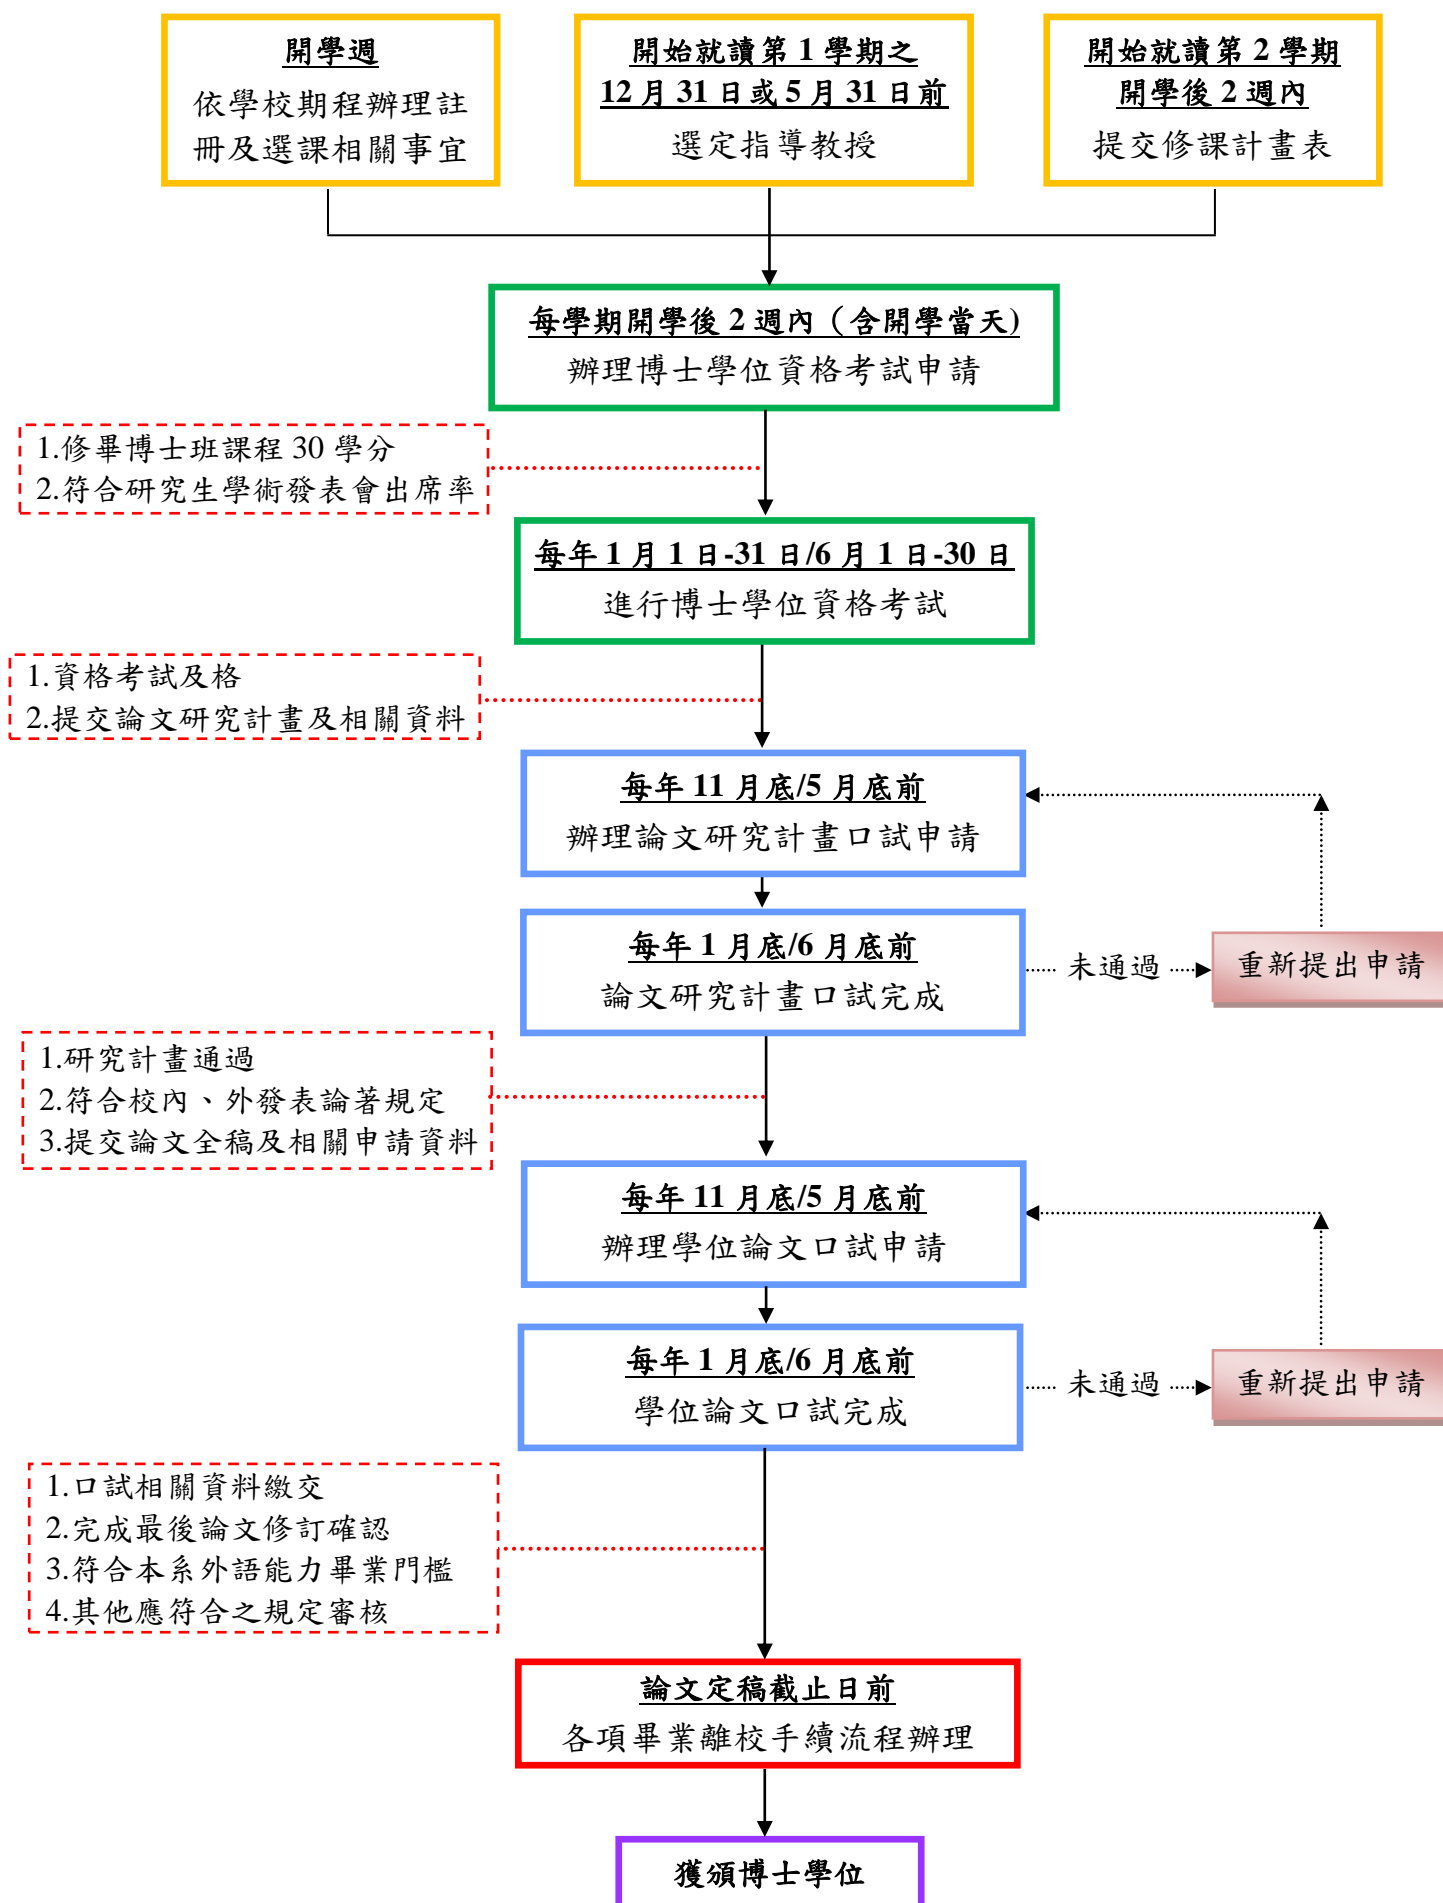 開學週
依學校期程辦理註
冊及選課相關事宜
開始就讀第 1 學期之
12 月 31 日或 5 月 31 日前
選定指導教授
開始就讀第 2 學期
開學後 2 週內
提交修課計畫表
每學期開學後 2 週內（含開學當天)
辦理博士學位資格考試申請
1.修畢博士班課程 30 學分
2.符合研究生學術發表會出席率
每年 1 月 1 日-31 日/6 月 1 日-30 日
進行博士學位資格考試
1.資格考試及格
2.提交論文研究計畫及相關資料
每年 11 月底/5 月底前
辦理論文研究計畫口試申請
每年 1 月底/6 月底前
論文研究計畫口試完成
未通過
重新提出申請
1.研究計畫通過
2.符合校內、外發表論著規定
3.提交論文全稿及相關申請資料
每年 11 月底/5 月底前
辦理學位論文口試申請
每年 1 月底/6 月底前
學位論文口試完成
未通過
重新提出申請
1.口試相關資料繳交
2.完成最後論文修訂確認
3.符合本系外語能力畢業門檻
4.其他應符合之規定審核
論文定稿截止日前
各項畢業離校手續流程辦理
獲頒博士學位